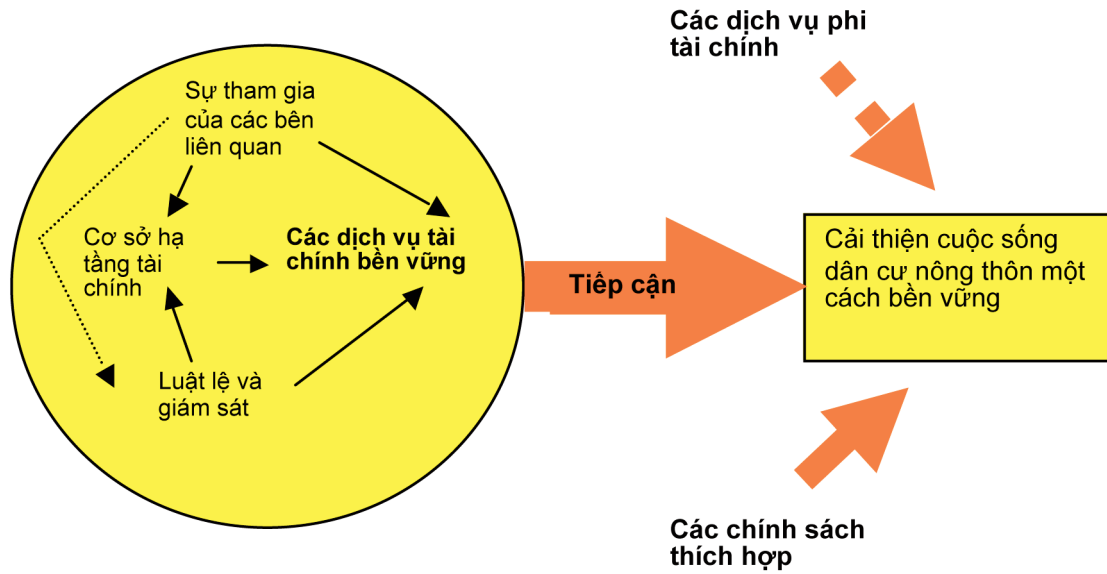 Các dịch vụ phi
tài chính
Sự tham gia
của các bên
liên quan
Cơ sở hạ
tầng tài
chính
Các dịch vụ tài
chính bền vững
Luật lệ và
giám sát
Tiếp cận
Cải thiện cuộc sống
dân cư nông thôn một
cách bền vững
Các chính sách
thích hợp